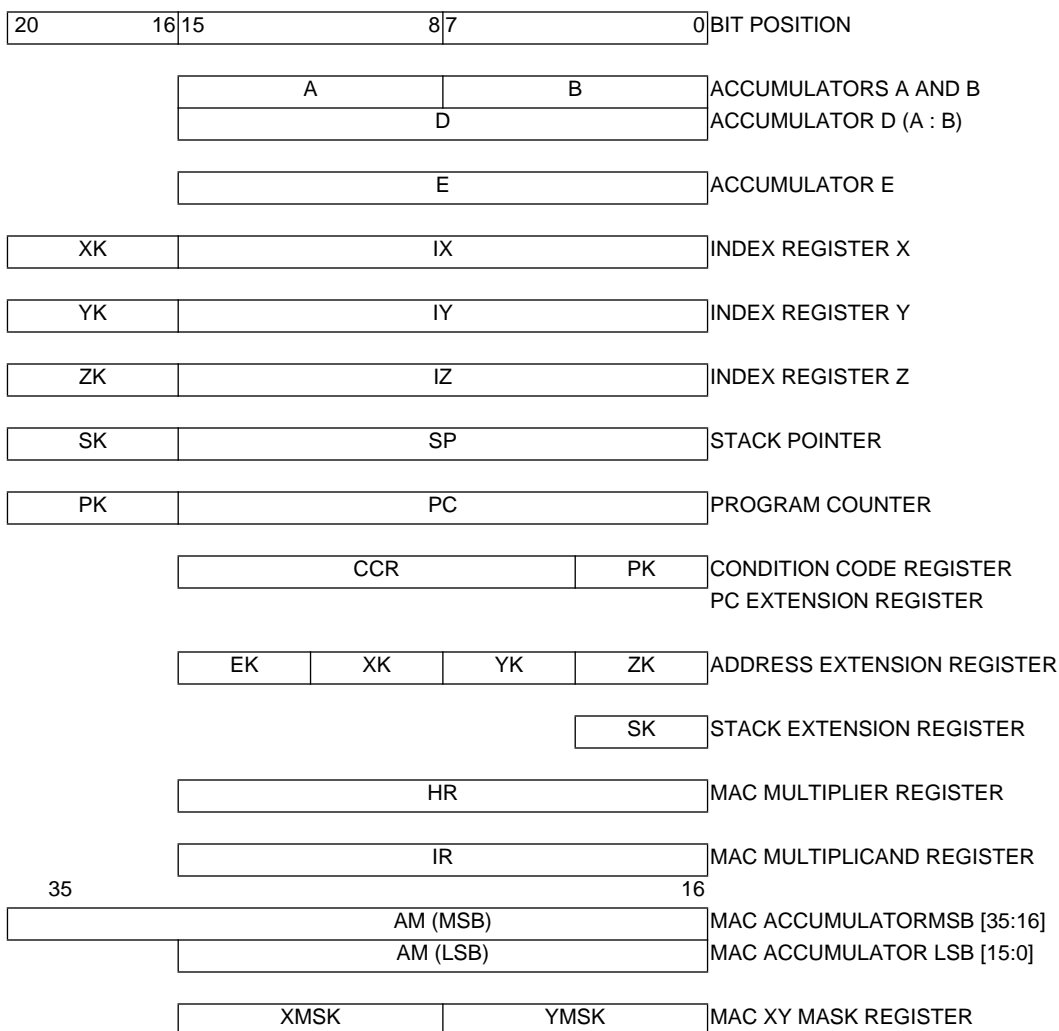 20 16 15 8 7 0 BIT POSITION
A B ACCUMULATORS A AND B
D ACCUMULATOR D (A : B)
E ACCUMULATOR E
XK IX INDEX REGISTER X
YK IY INDEX REGISTER Y
ZK IZ INDEX REGISTER Z
SK SP STACK POINTER
PK PC PROGRAM COUNTER
CCR PK CONDITION CODE REGISTER
PC EXTENSION REGISTER
EK XK YK ZK ADDRESS EXTENSION REGISTER
SK STACK EXTENSION REGISTER
HR MAC MULTIPLIER REGISTER
IR MAC MULTIPLICAND REGISTER
35 16
AM (MSB) MAC ACCUMULATORMSB [35:16]
AM (LSB) MAC ACCUMULATOR LSB [15:0]
XMSK YMSK MAC XY MASK REGISTER